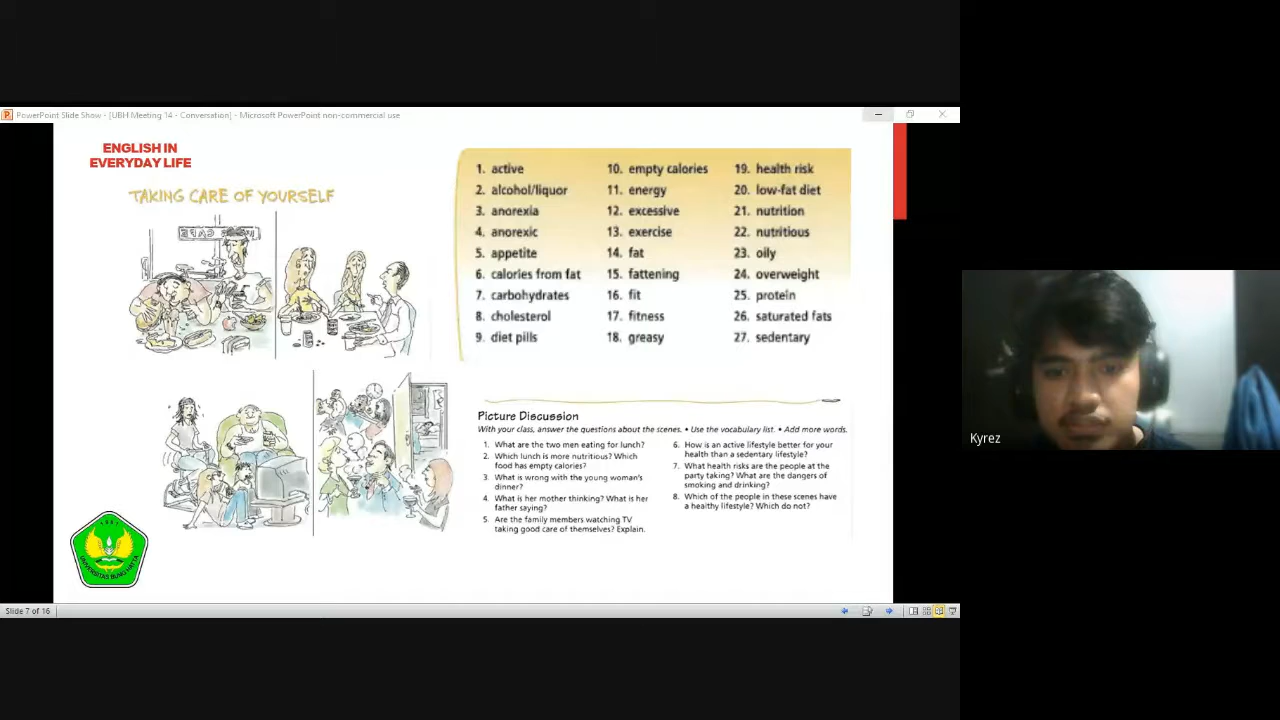 PowerPoint Slide Show - [UBH Meeting 14 - Conversation] - Microsoft PowerPoint non-commercial use
ENGLISH IN
EVERYDAY LIFE
TAKING CARE OF YOURSELF
1. active
2. alcohol/liquor
3. anorexia
4. anorexic
5. appetite
6. calories from fat
7. carbohydrates
8. cholesterol
9. diet pills
10. empty calories
11. energy
12. excessive
13. exercise
14. fat
15. fattening
16. fit
17. fitness
18. greasy
19. health risk
20. low-fat diet
21. nutrition
22. nutritious
23. oily
24. overweight
25. protein
26. saturated fats
27. sedentary
Picture Discussion
With your class, answer the questions about the scenes. • Use the vocabulary list. • Add more words.
1. What are the two men eating for lunch?
2. Which lunch is more nutritious? Which
food has empty calories?
3. What is wrong with the young woman's
dinner?
4. What is her mother thinking? What is her
father saying?
5. Are the family members watching TV
taking good care of themselves? Explain.
6. How is an active lifestyle better for your
health than a sedentary lifestyle?
7. What health risks are the people at the
party taking? What are the dangers of
smoking and drinking?
8. Which of the people in these scenes have
a healthy lifestyle? Which do not?
1981
UNIVERSITAS BUNG HATTA
Slide 7 of 16
Kyrez